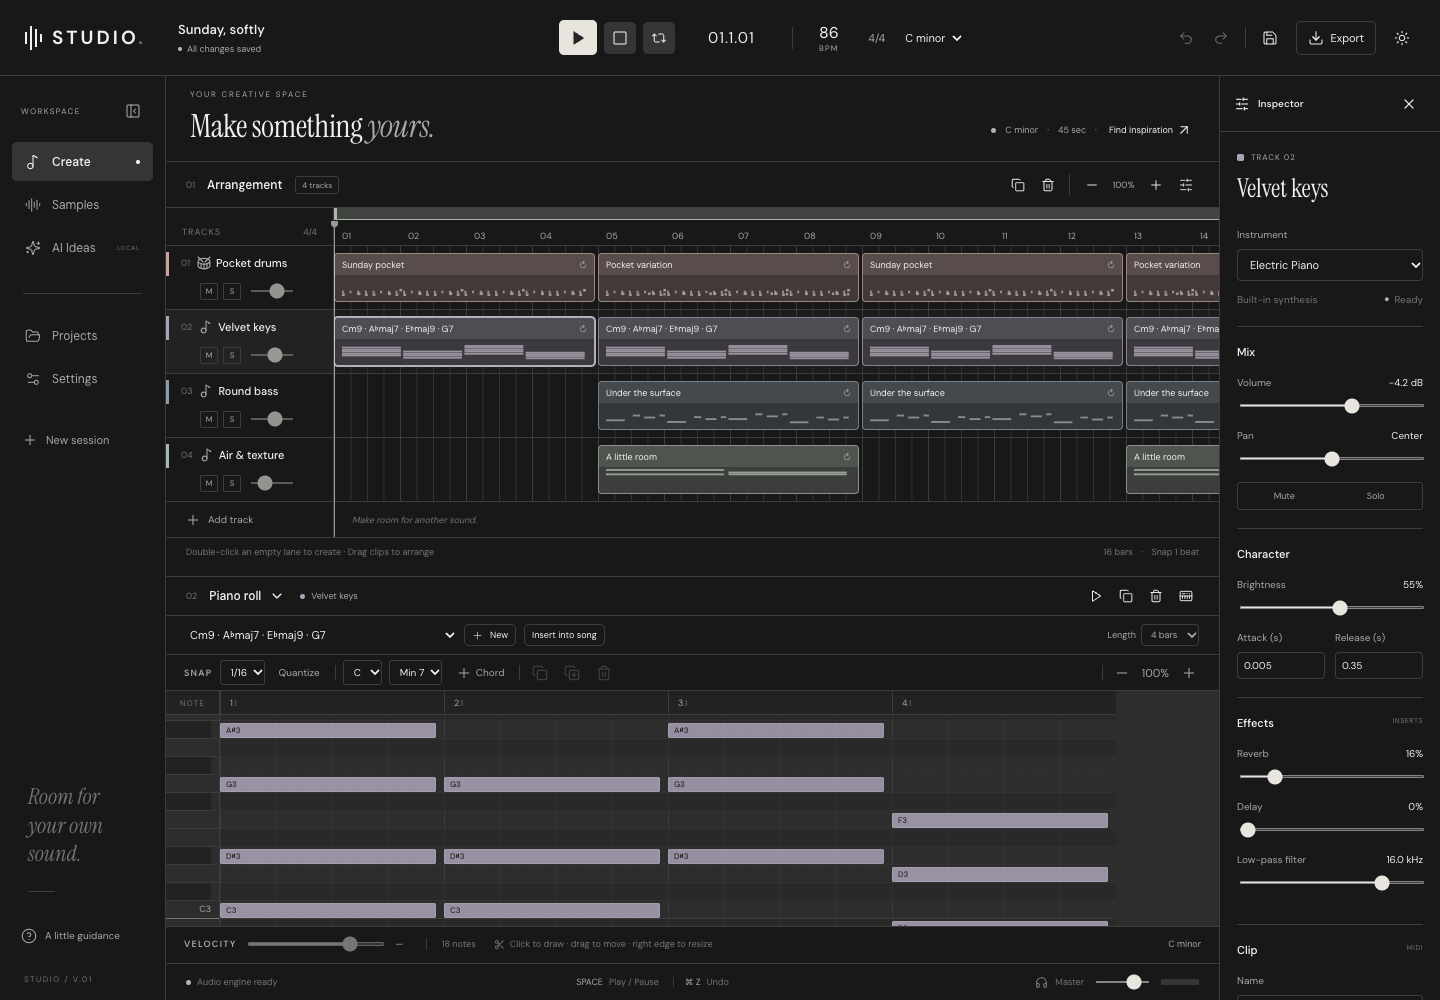 STUDIO.
Sunday, softly
All changes saved
01.1.01
86
BPM
4/4
C minor
Export
WORKSPACE
Create
Samples
AI Ideas LOCAL
Projects
Settings
New session
Room for
your own
sound.
A little guidance
STUDIO / V.01
YOUR CREATIVE SPACE
Make something yours.
C minor · 45 sec · Find inspiration
01 Arrangement 4 tracks
100%
TRACKS 4/4
01 02 03 04 05 06 07 08 09 10 11 12 13 14
01 Pocket drums
M S
Sunday pocket
Pocket variation
Sunday pocket
Pocket variation
02 Velvet keys
M S
Cm9 · A♭maj7 · E♭maj9 · G7
Cm9 · A♭maj7 · E♭maj9 · G7
Cm9 · A♭maj7 · E♭maj9 · G7
Cm9 · A♭maj7 · E♭ma
03 Round bass
M S
Under the surface
Under the surface
Under the surface
04 Air & texture
M S
A little room
A little room
Add track
Make room for another sound.
Double-click an empty lane to create · Drag clips to arrange
16 bars · Snap 1 beat
02 Piano roll
Velvet keys
Cm9 · A♭maj7 · E♭maj9 · G7
New
Insert into song
Length 4 bars
SNAP 1/16 Quantize C Min 7 Chord
100%
NOTE 1.1 2.1 3.1 4.1
A#3 A#3
G3 G3 G3
F3
D#3 D#3 D#3
D3
C3 C3 C3
VELOCITY
–
18 notes
Click to draw · drag to move · right edge to resize
C minor
Audio engine ready
SPACE Play / Pause
⌘ Z Undo
Master
Inspector
TRACK 02
Velvet keys
Instrument
Electric Piano
Built-in synthesis Ready
Mix
Volume -4.2 dB
Pan Center
Mute Solo
Character
Brightness 55%
Attack (s) Release (s)
0.005 0.35
Effects INSERTS
Reverb 16%
Delay 0%
Low-pass filter 16.0 kHz
Clip MIDI
Name